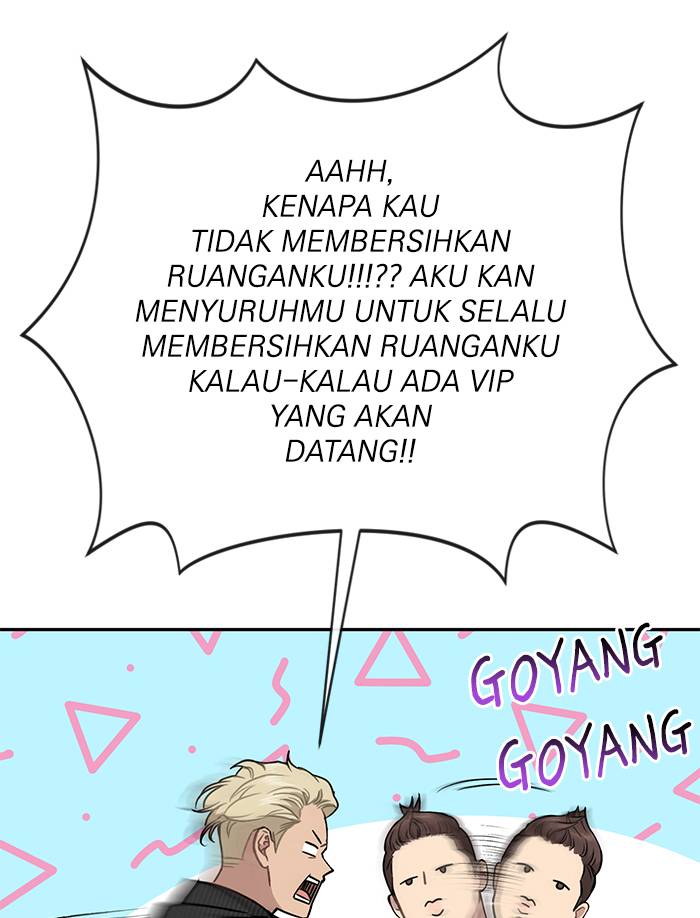 AAHH,
KENAPA KAU
TIDAK MEMBERSIHKAN
RUANGANKU!!!?? AKU KAN
MENYURUHMU UNTUK SELALU
MEMBERSIHKAN RUANGANKU
KALAU-KALAU ADA VIP
YANG AKAN
DATANG!!
GOYANG
GOYANG